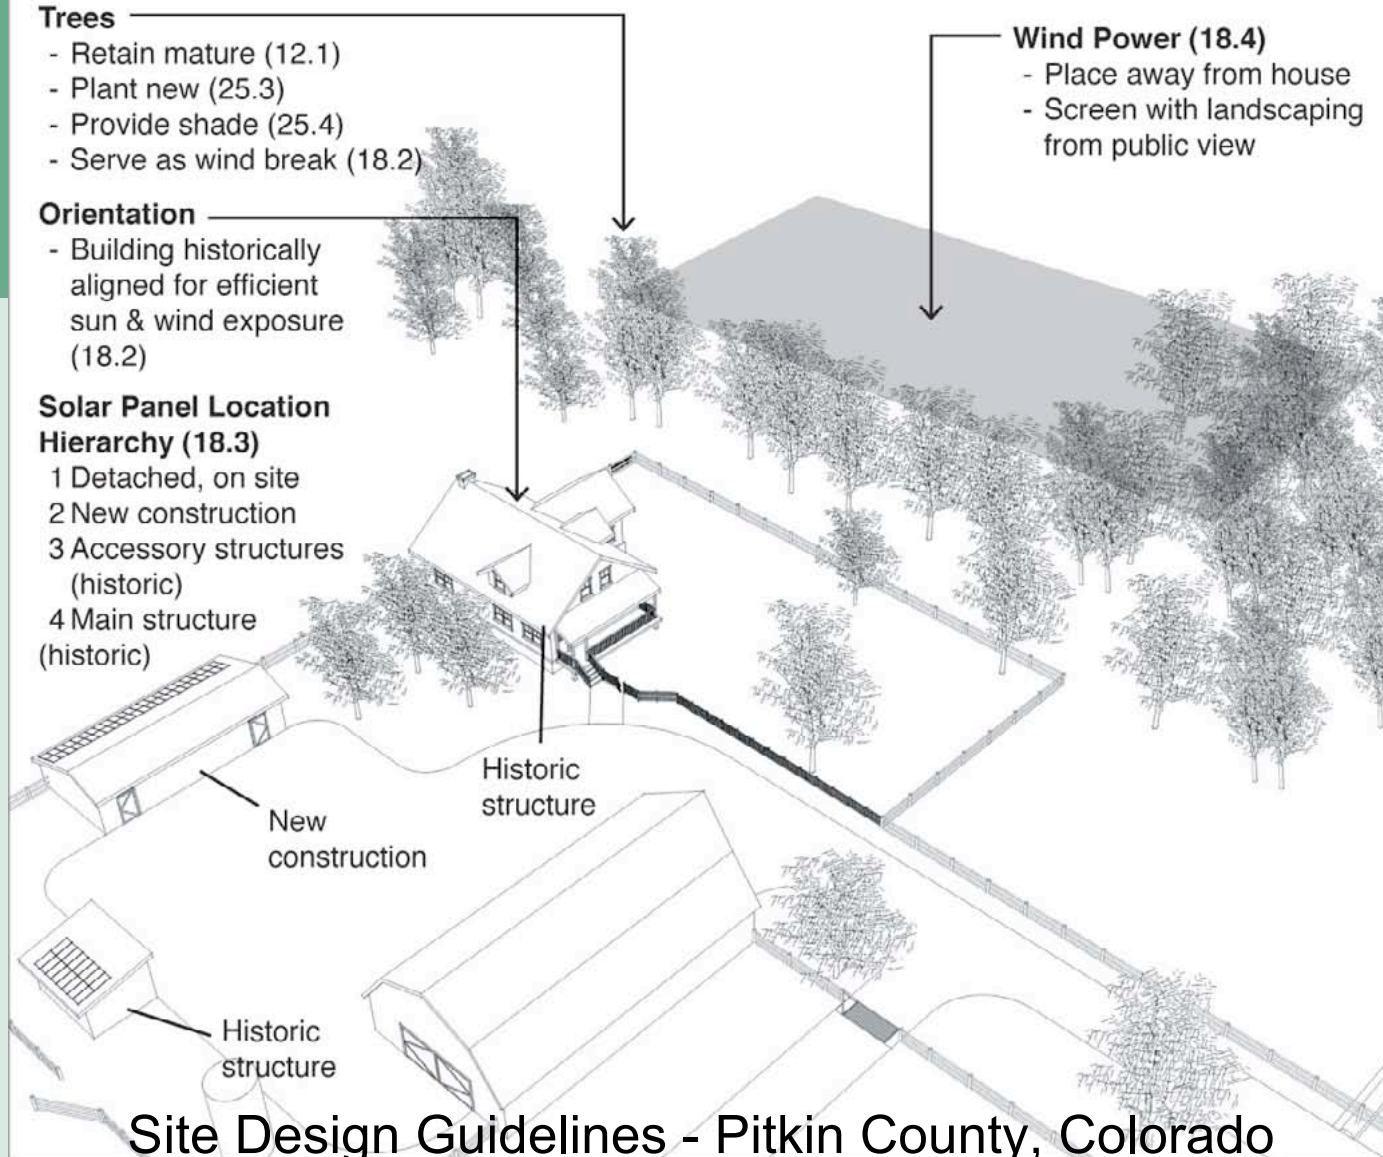 Trees
- Retain mature (12.1)
- Plant new (25.3)
- Provide shade (25.4)
- Serve as wind break (18.2)
Orientation
- Building historically
aligned for efficient
sun & wind exposure
(18.2)
Solar Panel Location
Hierarchy (18.3)
1 Detached, on site
2 New construction
3 Accessory structures
(historic)
4 Main structure
(historic)
Wind Power (18.4)
- Place away from house
- Screen with landscaping
from public view
Historic
structure
New
construction
Historic
structure
Site Design Guidelines - Pitkin County, Colorado